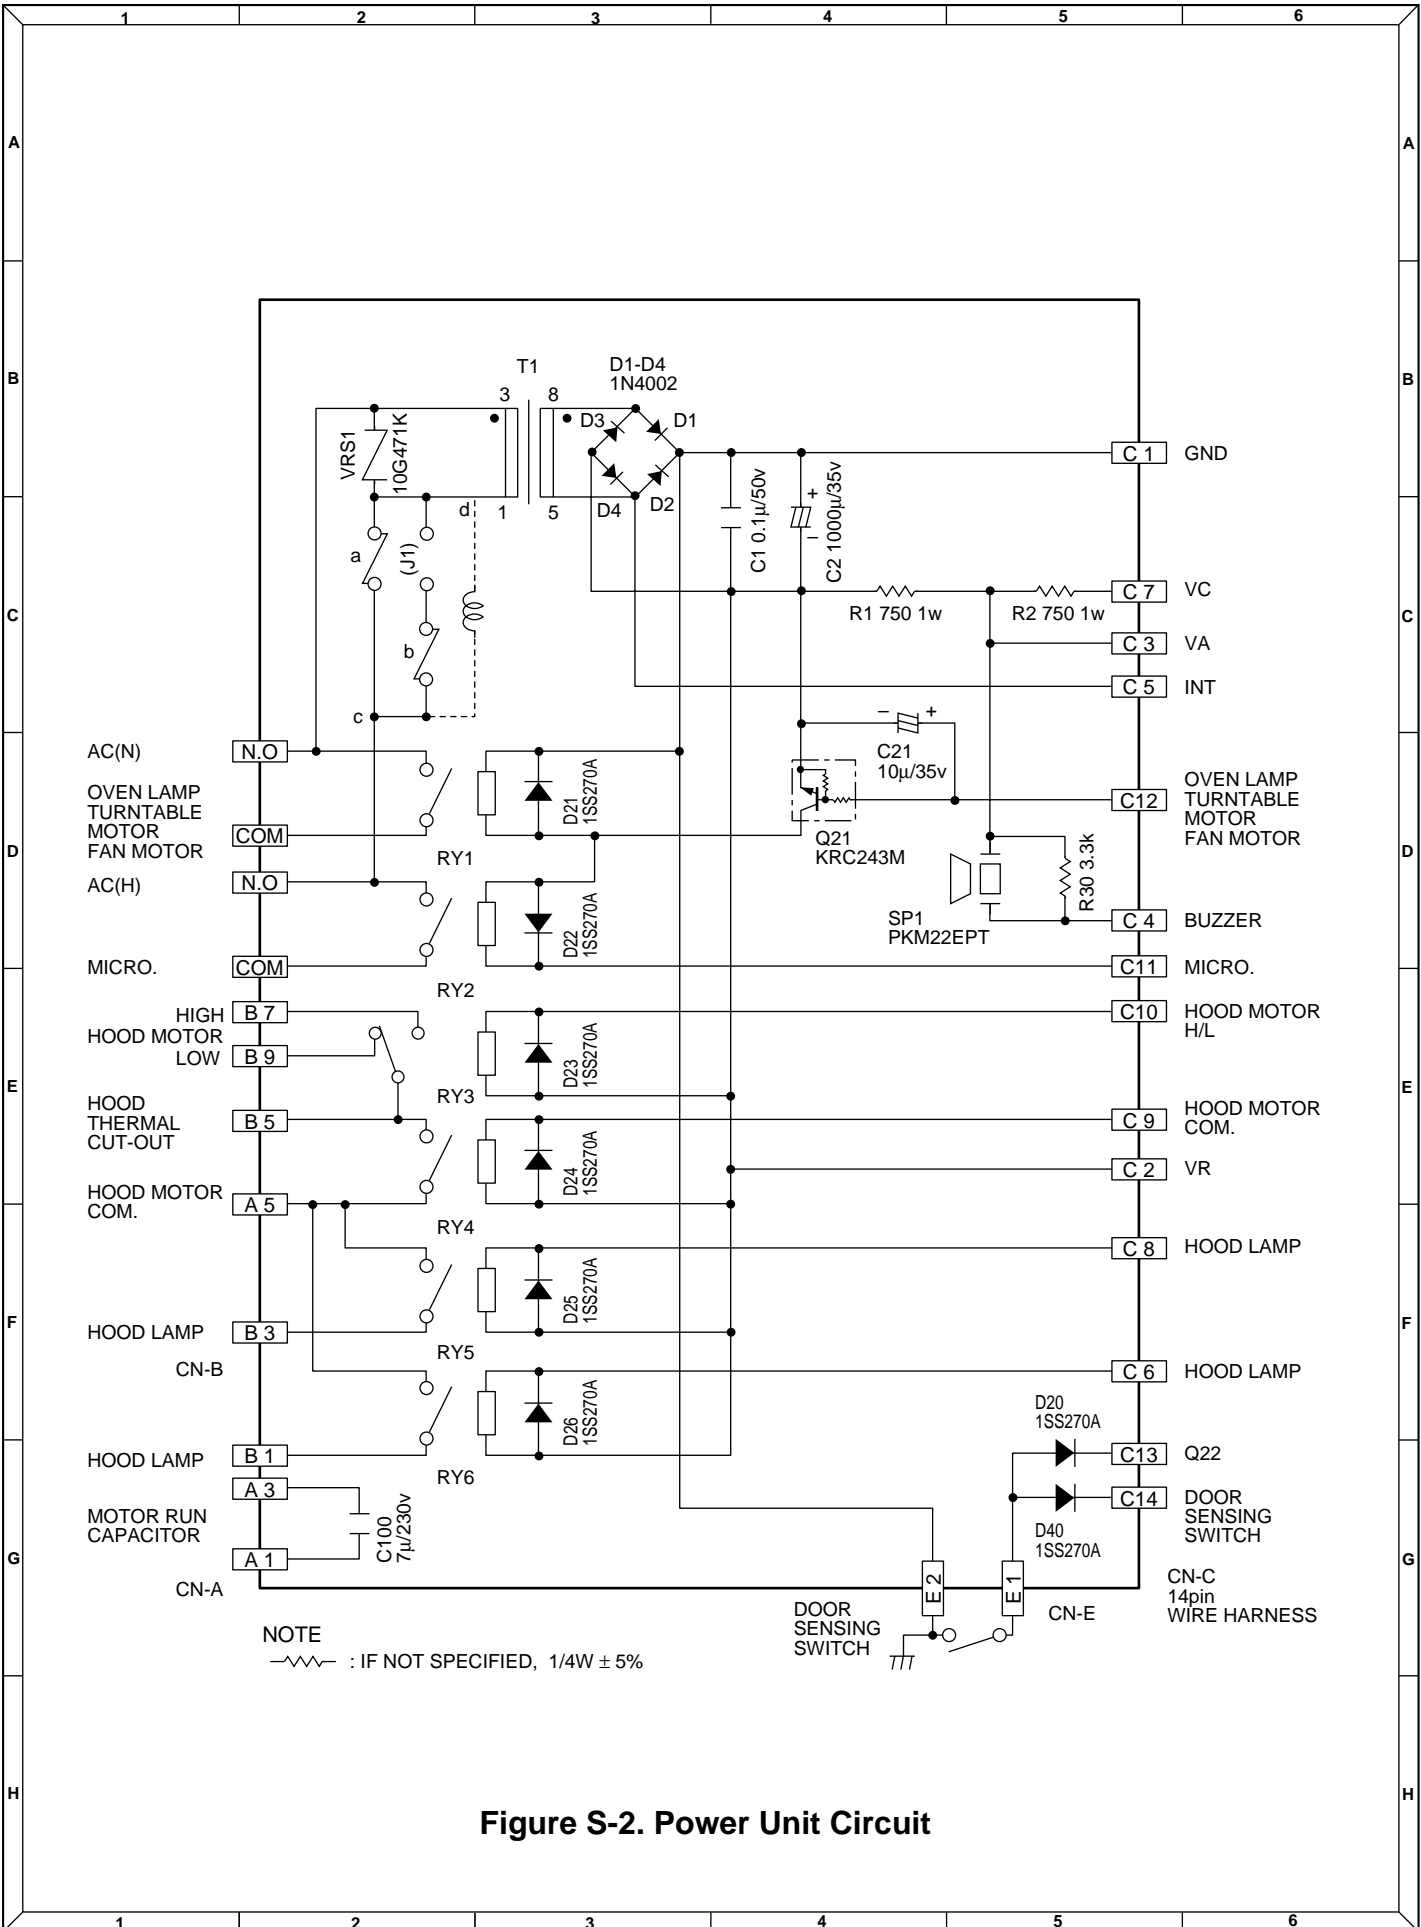 1 2 3 4 5 6
A A
B B
T1
D1-D4
1N4002
3 8
D3 D1
VRS1
10G471K
C 1 GND
d 1 5 D4 D2
C1 0.1µ/50v
+
–
C2 1000µ/35v
a
(J1)
C 7 VC
C C
R1 750 1w R2 750 1w
b
C 3 VA
C 5 INT
c
– +
C21
10µ/35v
AC(N) N.O
OVEN LAMP
TURNTABLE
MOTOR
FAN MOTOR
COM
D21
1SS270A
C12 OVEN LAMP
TURNTABLE
MOTOR
FAN MOTOR
Q21
KRC243M
RY1
D D
AC(H) N.O
D22
1SS270A
R30 3.3k
SP1
PKM22EPT
C 4 BUZZER
MICRO. COM
C11 MICRO.
RY2
HIGH B 7
HOOD MOTOR
LOW B 9
C10 HOOD MOTOR
H/L
D23
1SS270A
E E
RY3
HOOD
THERMAL
CUT-OUT
B 5
C 9 HOOD MOTOR
COM.
D24
1SS270A
C 2 VR
HOOD MOTOR
COM.
A 5
RY4
C 8 HOOD LAMP
D25
1SS270A
F F
HOOD LAMP B 3
RY5
CN-B
C 6 HOOD LAMP
D26
1SS270A
D20
1SS270A
HOOD LAMP B 1
C13 Q22
RY6
A 3
MOTOR RUN
CAPACITOR
C100
7µ/230v
C14 DOOR
SENSING
SWITCH
D40
1SS270A
G G
A 1
CN-A
E 2 E 1
CN-E
CN-C
14pin
WIRE HARNESS
DOOR
SENSING
SWITCH
NOTE
: IF NOT SPECIFIED, 1/4W ± 5%
H H
Figure S-2. Power Unit Circuit
1 2 3 4 5 6